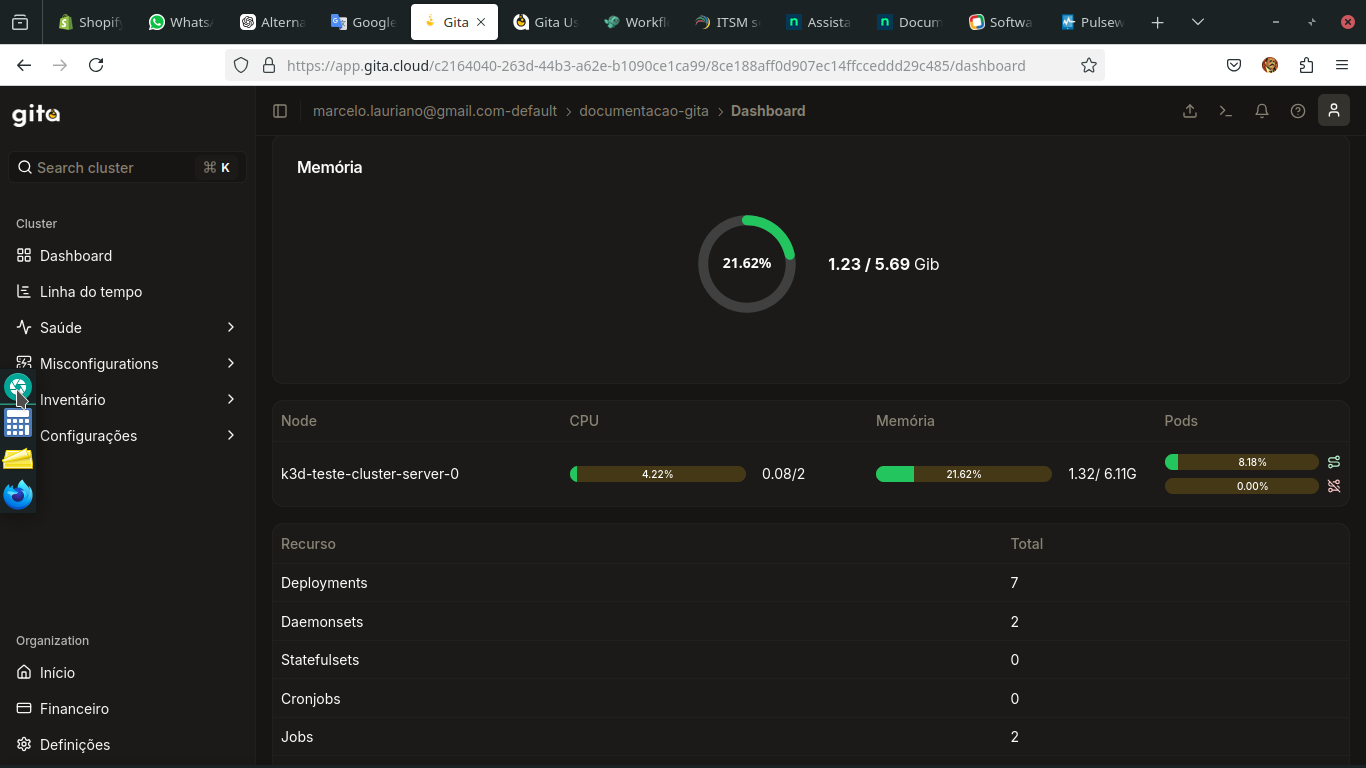 Shopify
Whats
Alterna
Google
Gita
Gita Us
Workfl
ITSM s
Assista
Docum
Softwa
Pulsew
https://app.gita.cloud/c2164040-263d-44b3-a62e-b1090ce1ca99/8ce188aff0d907ec14ffcceddd29c485/dashboard
gita
marcelo.lauriano@gmail.com-default > documentacao-gita > Dashboard
Search cluster ⌘ K
Cluster
Dashboard
Linha do tempo
Saúde
Misconfigurations
Inventário
Configurações
Organization
Início
Financeiro
Definições
Memória
21.62% 1.23 / 5.69 Gib
Node CPU Memória Pods
k3d-teste-cluster-server-0 4.22% 0.08/2 21.62% 1.32/ 6.11G 8.18%
0.00%
Recurso Total
Deployments 7
Daemonsets 2
Statefulsets 0
Cronjobs 0
Jobs 2